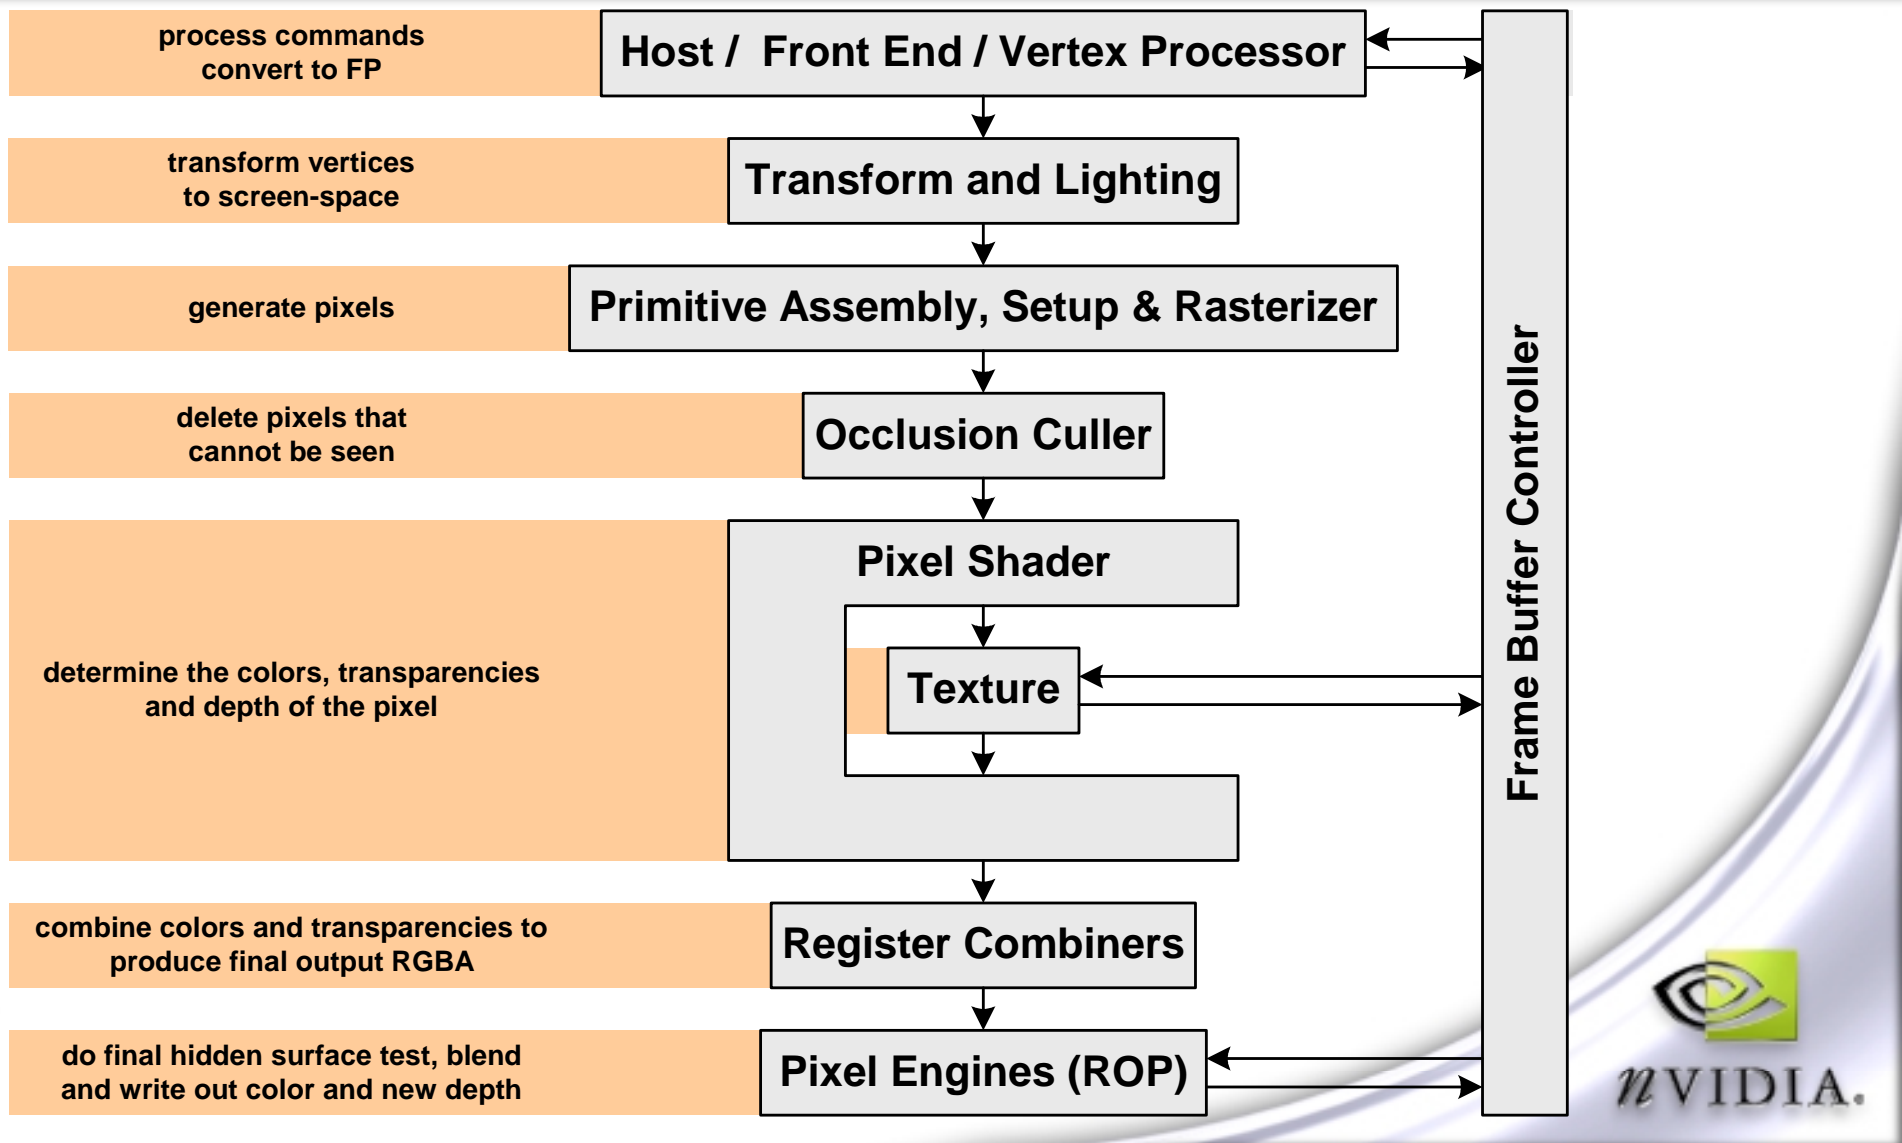 process commands
convert to FP
Host / Front End / Vertex Processor
transform vertices
to screen-space
Transform and Lighting
generate pixels
Primitive Assembly, Setup & Rasterizer
delete pixels that
cannot be seen
Occlusion Culler
Pixel Shader
determine the colors, transparencies
and depth of the pixel
Texture
Frame Buffer Controller
combine colors and transparencies to
produce final output RGBA
Register Combiners
do final hidden surface test, blend
and write out color and new depth
Pixel Engines (ROP)
nVIDIA.